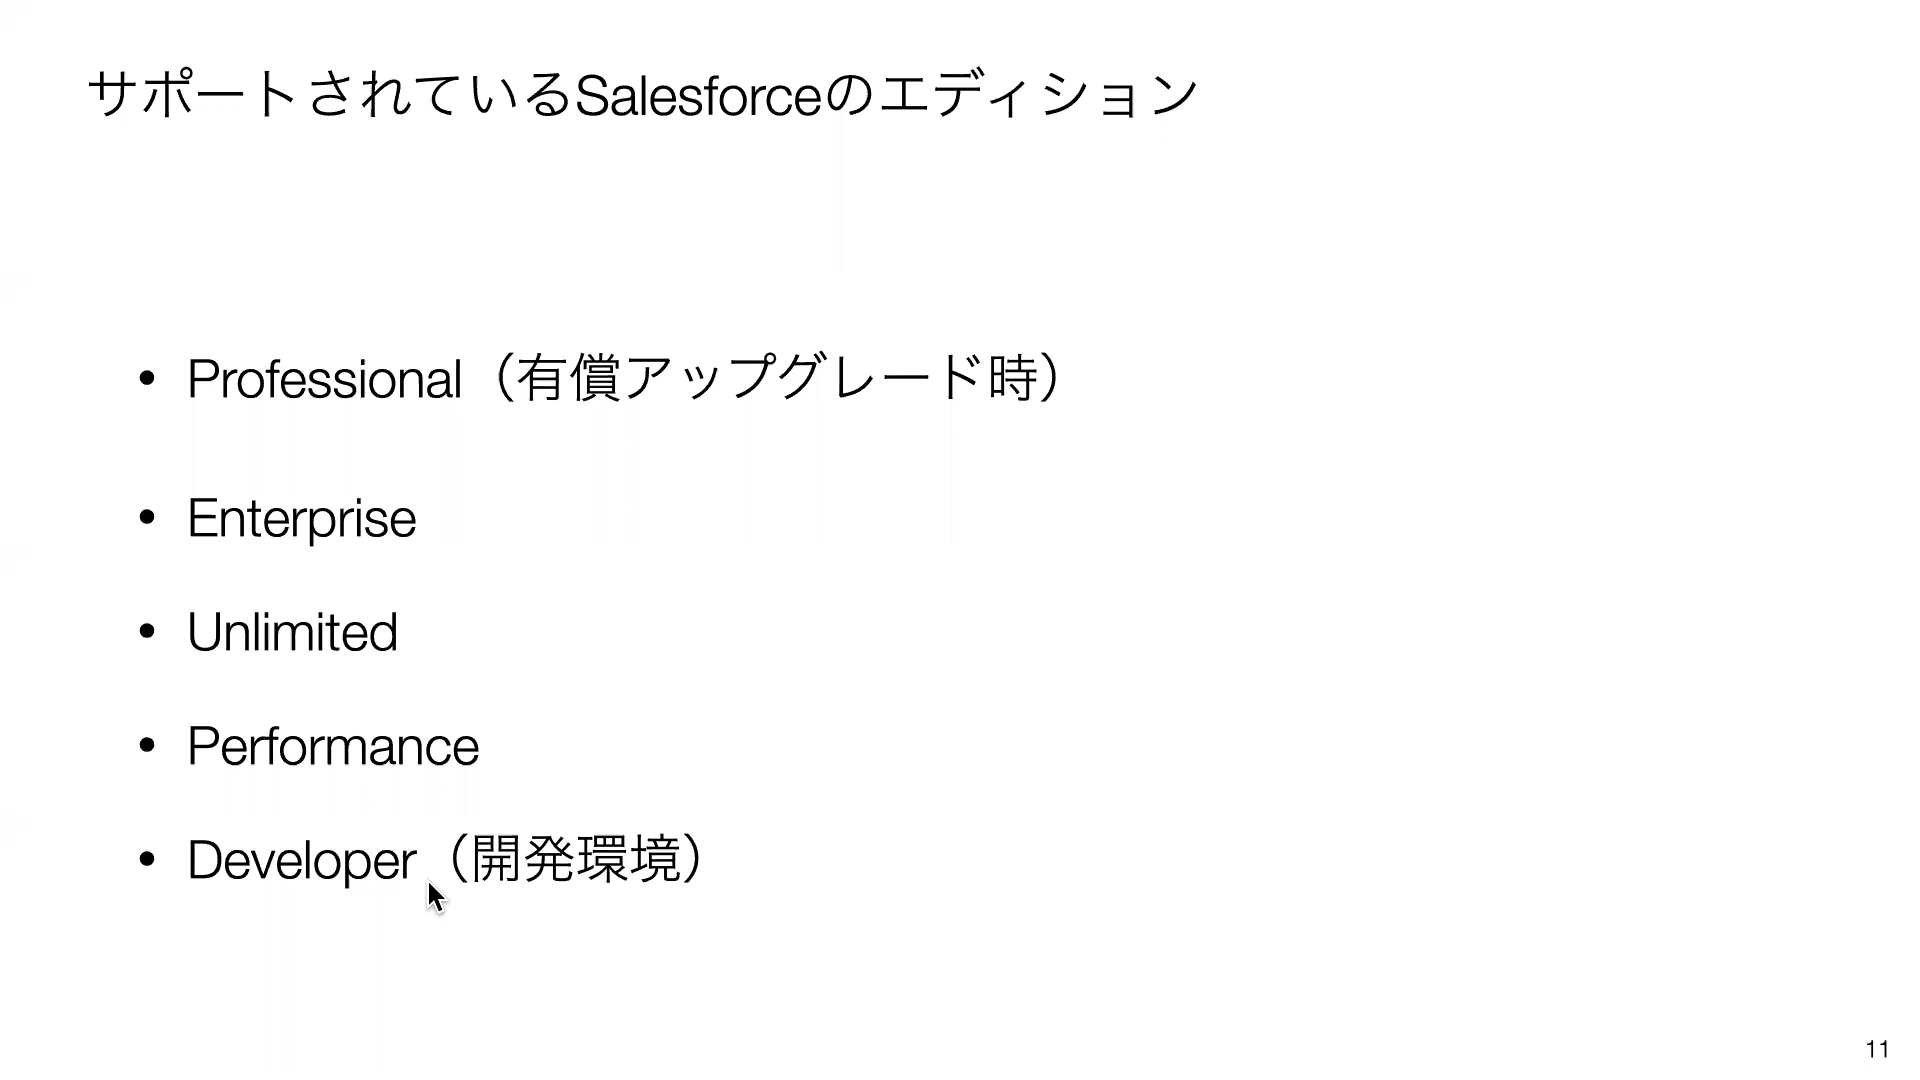 サポートされているSalesforceのエディション
• Professional（有償アップグレード時）
• Enterprise
• Unlimited
• Performance
• Developer（開発環境）
11